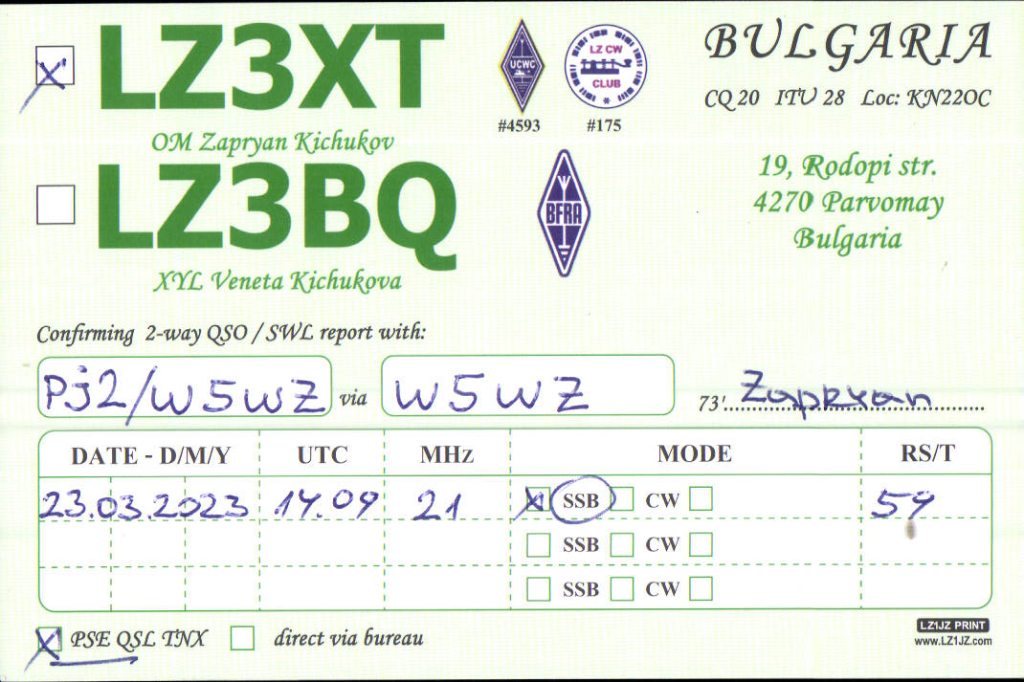 LZ3XT
OM Zapryan Kichukov
LZ3BQ
XYL Veneta Kichukova
UCWC
#4593
LZ CW
CLUB
#175
BFRA
BULGARIA
CQ 20 ITU 28 Loc: KN22OC
19, Rodopi str.
4270 Parvomay
Bulgaria
Confirming 2-way QSO / SWL report with:
PJ2/W5WZ via W5WZ
73'.......Zapryan.......
DATE - D/M/Y UTC MHz MODE RS/T
23.03.2023 14.09 21 X SSB CW 59
SSB CW
SSB CW
X PSE QSL TNX direct via bureau
LZ1JZ PRINT
www.LZ1JZ.com